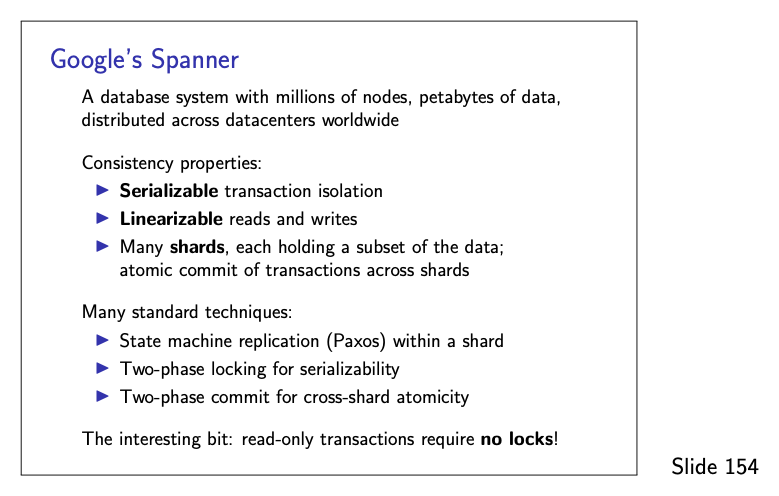 Google's Spanner
A database system with millions of nodes, petabytes of data,
distributed across datacenters worldwide
Consistency properties:
▶ Serializable transaction isolation
▶ Linearizable reads and writes
▶ Many shards, each holding a subset of the data;
atomic commit of transactions across shards
Many standard techniques:
▶ State machine replication (Paxos) within a shard
▶ Two-phase locking for serializability
▶ Two-phase commit for cross-shard atomicity
The interesting bit: read-only transactions require no locks!
Slide 154